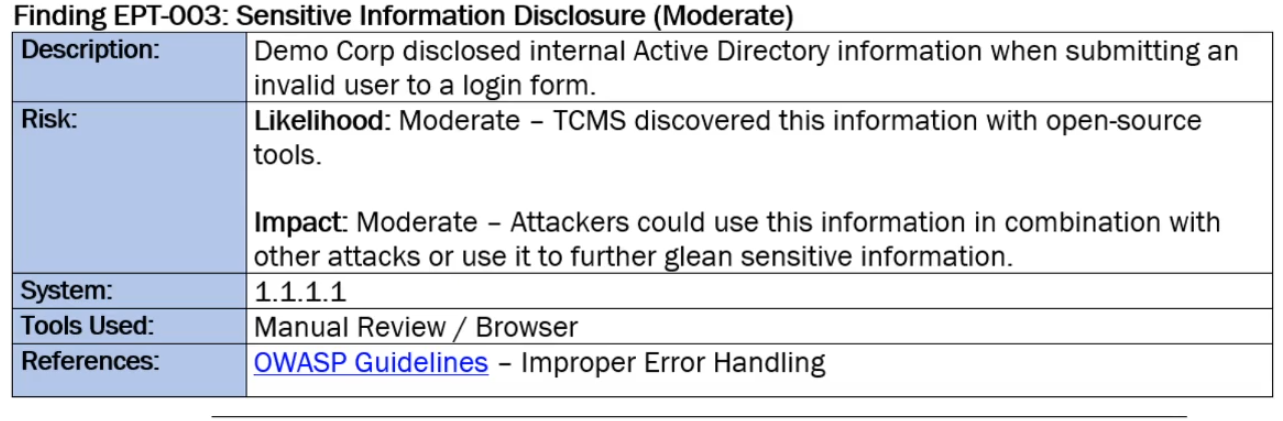 Finding EPT-003: Sensitive Information Disclosure (Moderate)
Description:
Demo Corp disclosed internal Active Directory information when submitting an
invalid user to a login form.
Risk:
Likelihood: Moderate – TCMS discovered this information with open-source
tools.
Impact: Moderate – Attackers could use this information in combination with
other attacks or use it to further glean sensitive information.
System:
1.1.1.1
Tools Used:
Manual Review / Browser
References:
OWASP Guidelines – Improper Error Handling